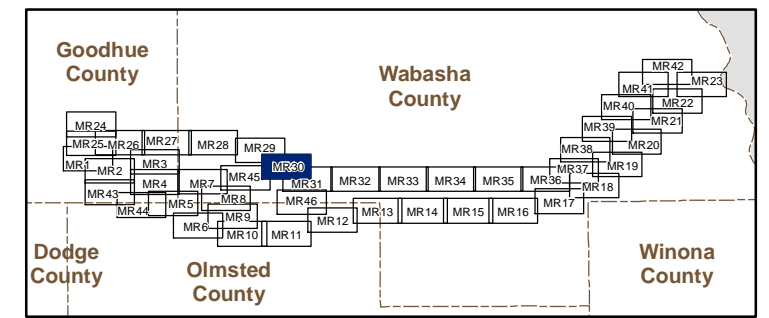 Goodhue
County
Wabasha
County
MR42
MR41
MR23
MR40
MR22
MR24
MR39
MR21
MR25
MR26
MR27
MR28
MR29
MR38
MR20
MR1
MR2
MR3
MR30
MR37
MR19
MR43
MR4
MR7
MR45
MR31
MR32
MR33
MR34
MR35
MR36
MR18
MR44
MR5
MR8
MR46
MR17
MR6
MR9
MR12
MR13
MR14
MR15
MR16
MR10
MR11
Dodge
County
Olmsted
County
Winona
County